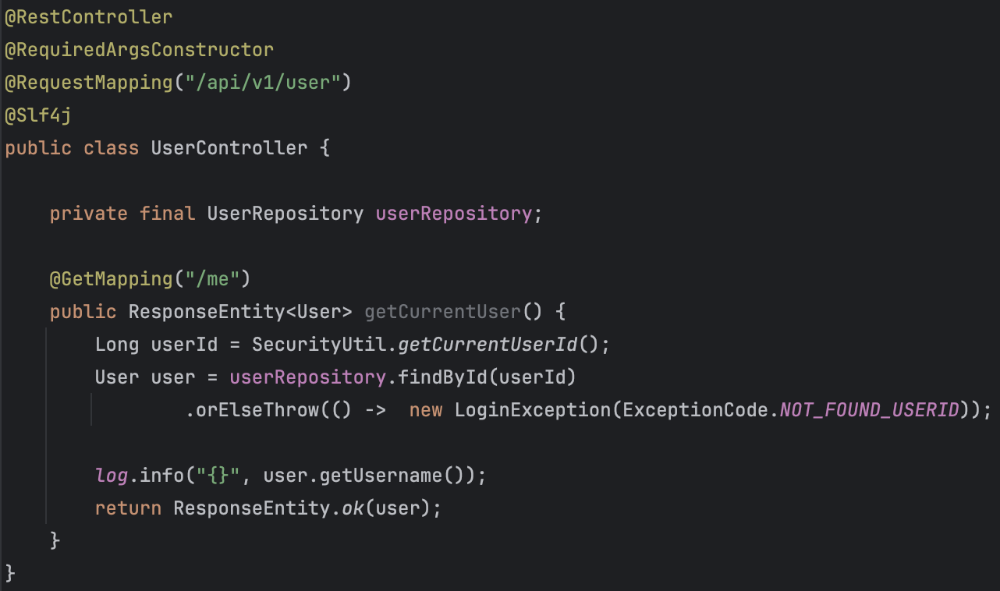 @RestController
@RequiredArgsConstructor
@RequestMapping("/api/v1/user")
@Slf4j
public class UserController {
private final UserRepository userRepository;
@GetMapping("/me")
public ResponseEntity<User> getCurrentUser() {
Long userId = SecurityUtil.getCurrentUserId();
User user = userRepository.findById(userId)
.orElseThrow(() ->  new LoginException(ExceptionCode.NOT_FOUND_USERID));
log.info("{}", user.getUsername());
return ResponseEntity.ok(user);
}
}